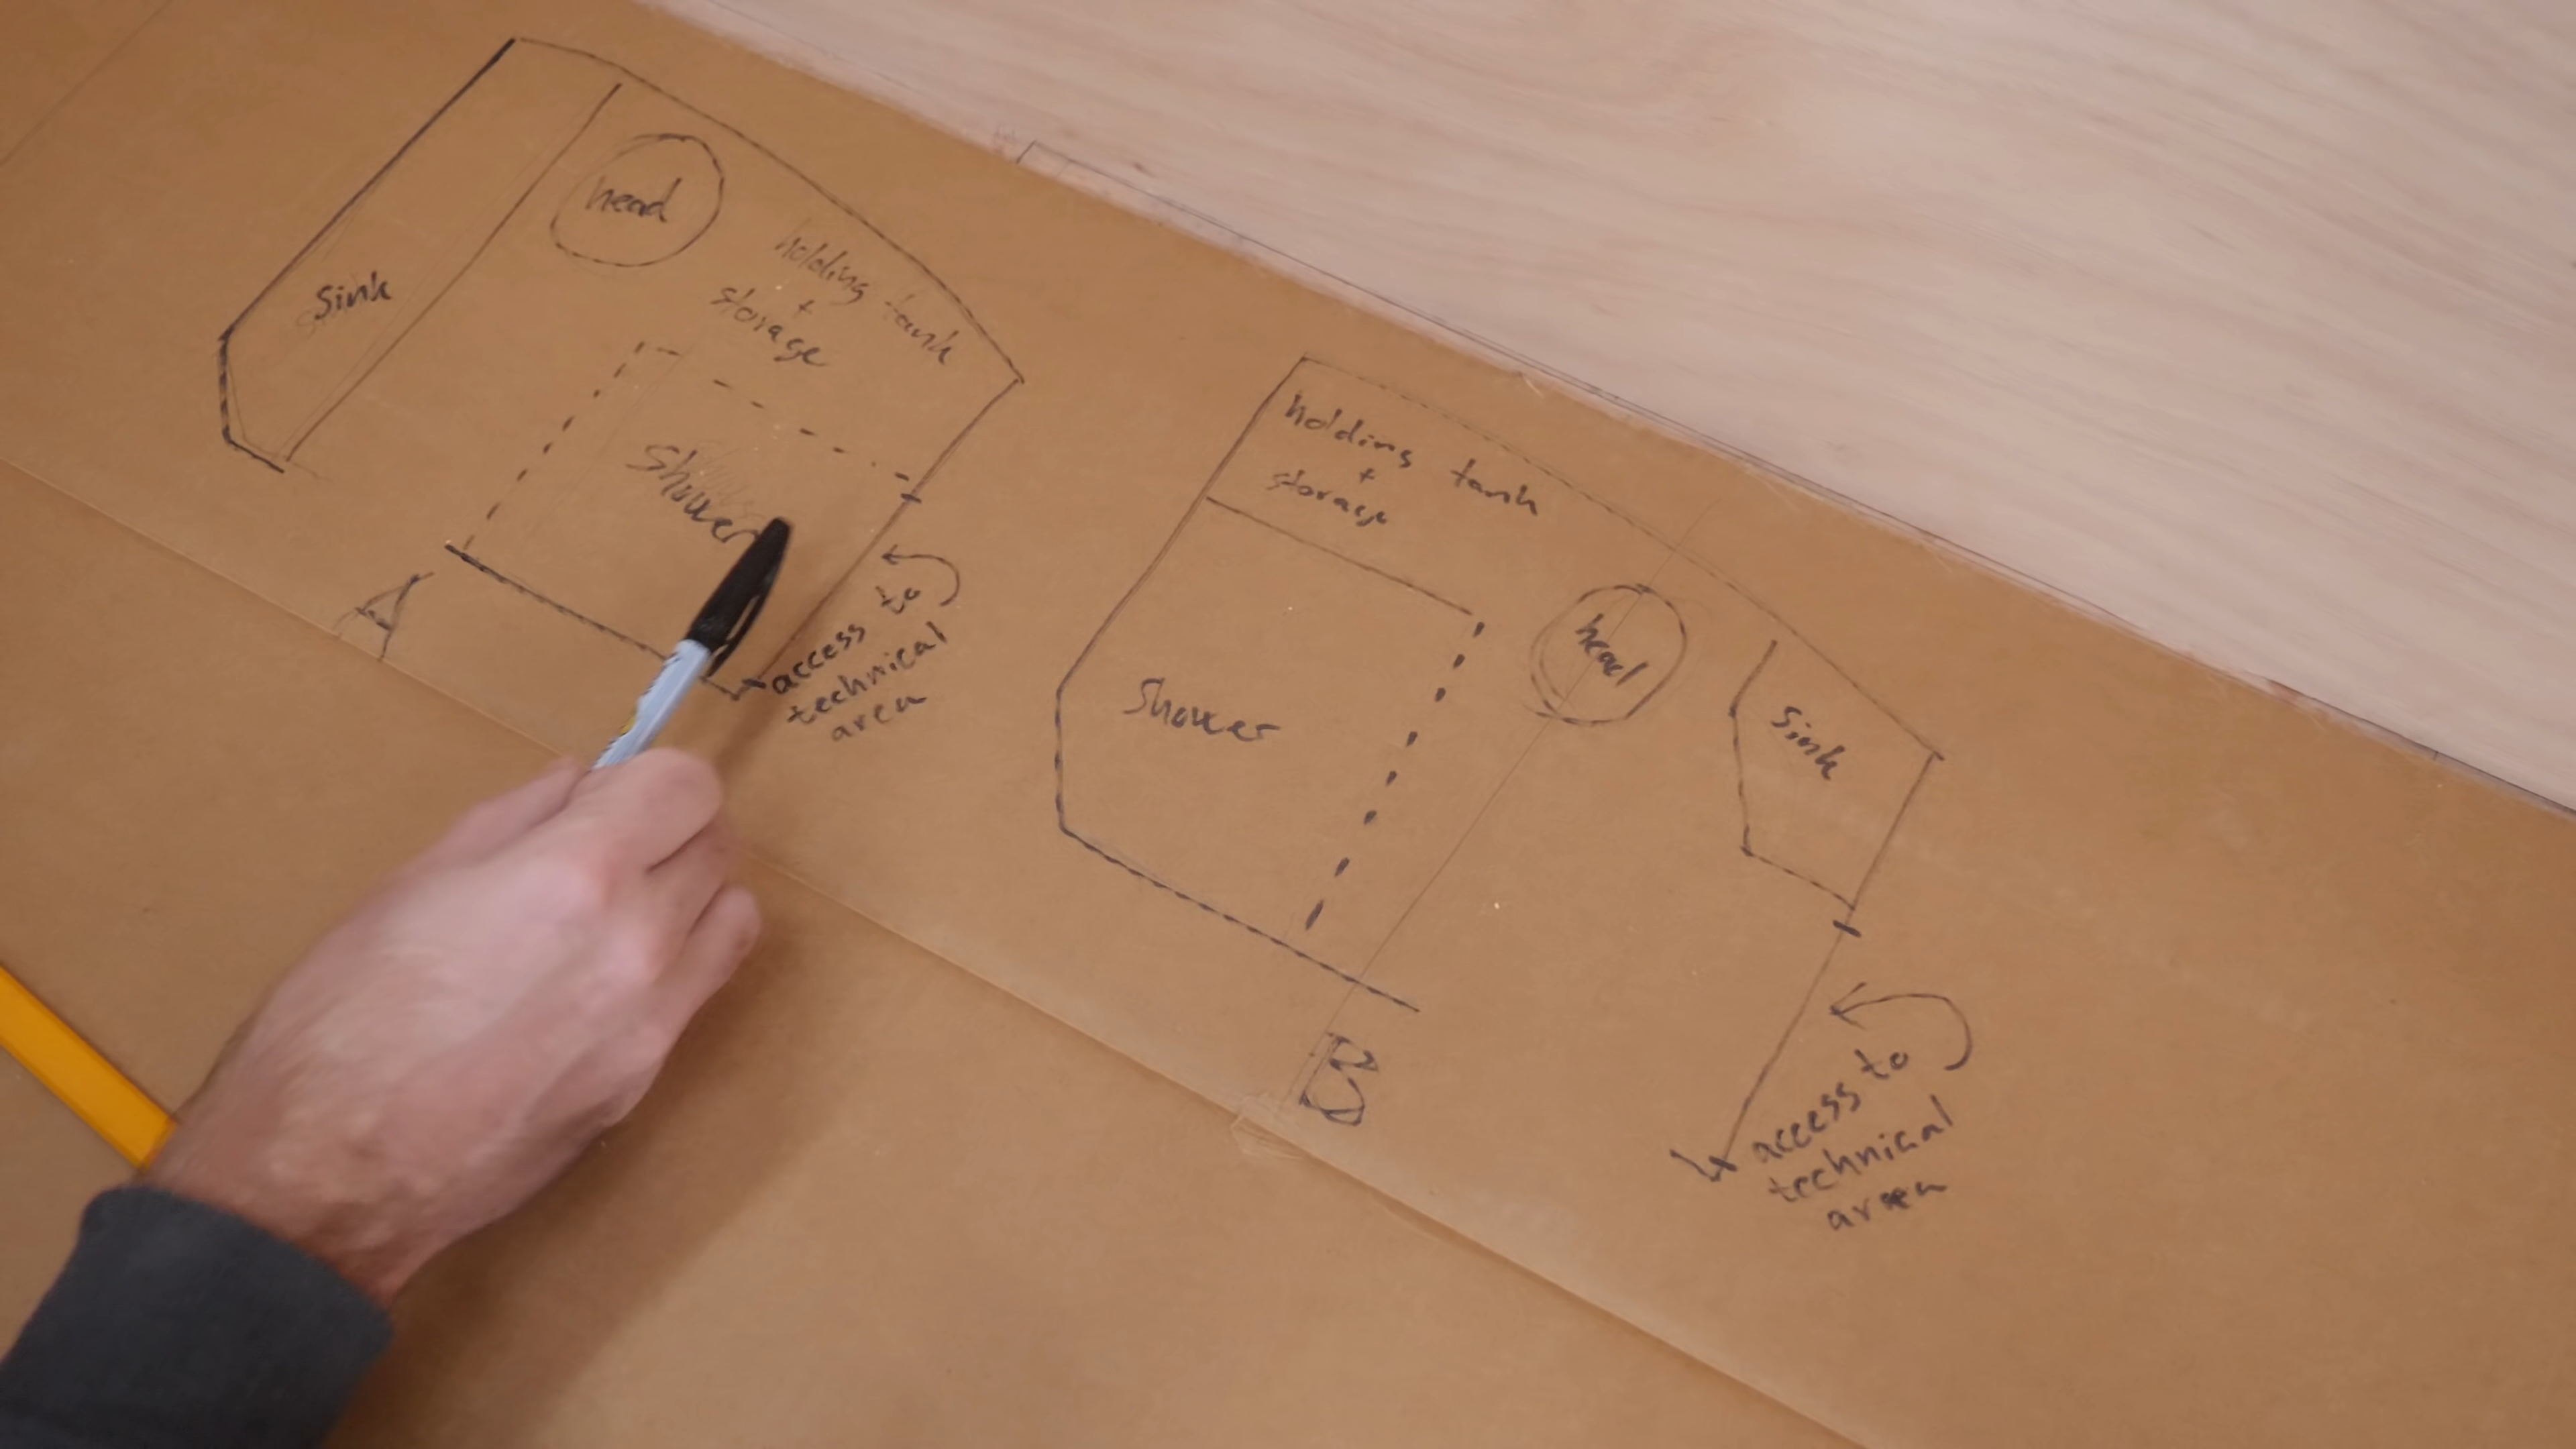 head
Sink
holding tank
+
storage
Shower
access to
technical
area
A
holding tank
+
storage
head
Sink
Shower
access to
technical
area
B